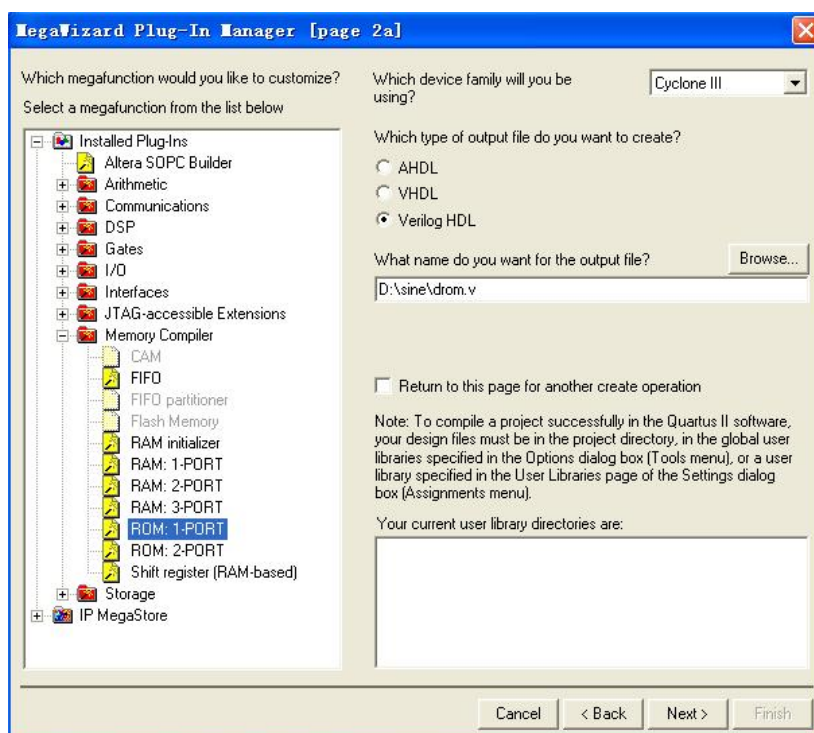 MegaWizard Plug-In Manager [page 2a]
Which megafunction would you like to customize?
Select a megafunction from the list below
Installed Plug-Ins
Altera SOPC Builder
Arithmetic
Communications
DSP
Gates
I/O
Interfaces
JTAG-accessible Extensions
Memory Compiler
CAM
FIFO
FIFO partitioner
Flash Memory
RAM initializer
RAM: 1-PORT
RAM: 2-PORT
RAM: 3-PORT
ROM: 1-PORT
ROM: 2-PORT
Shift register (RAM-based)
Storage
IP MegaStore
Which device family will you be
using?
Cyclone III
Which type of output file do you want to create?
AHDL
VHDL
Verilog HDL
What name do you want for the output file?
Browse...
D:\sine\drom.v
Return to this page for another create operation
Note: To compile a project successfully in the Quartus II software,
your design files must be in the project directory, in the global user
libraries specified in the Options dialog box (Tools menu), or a user
library specified in the User Libraries page of the Settings dialog
box (Assignments menu).
Your current user library directories are:
Cancel
< Back
Next >
Finish